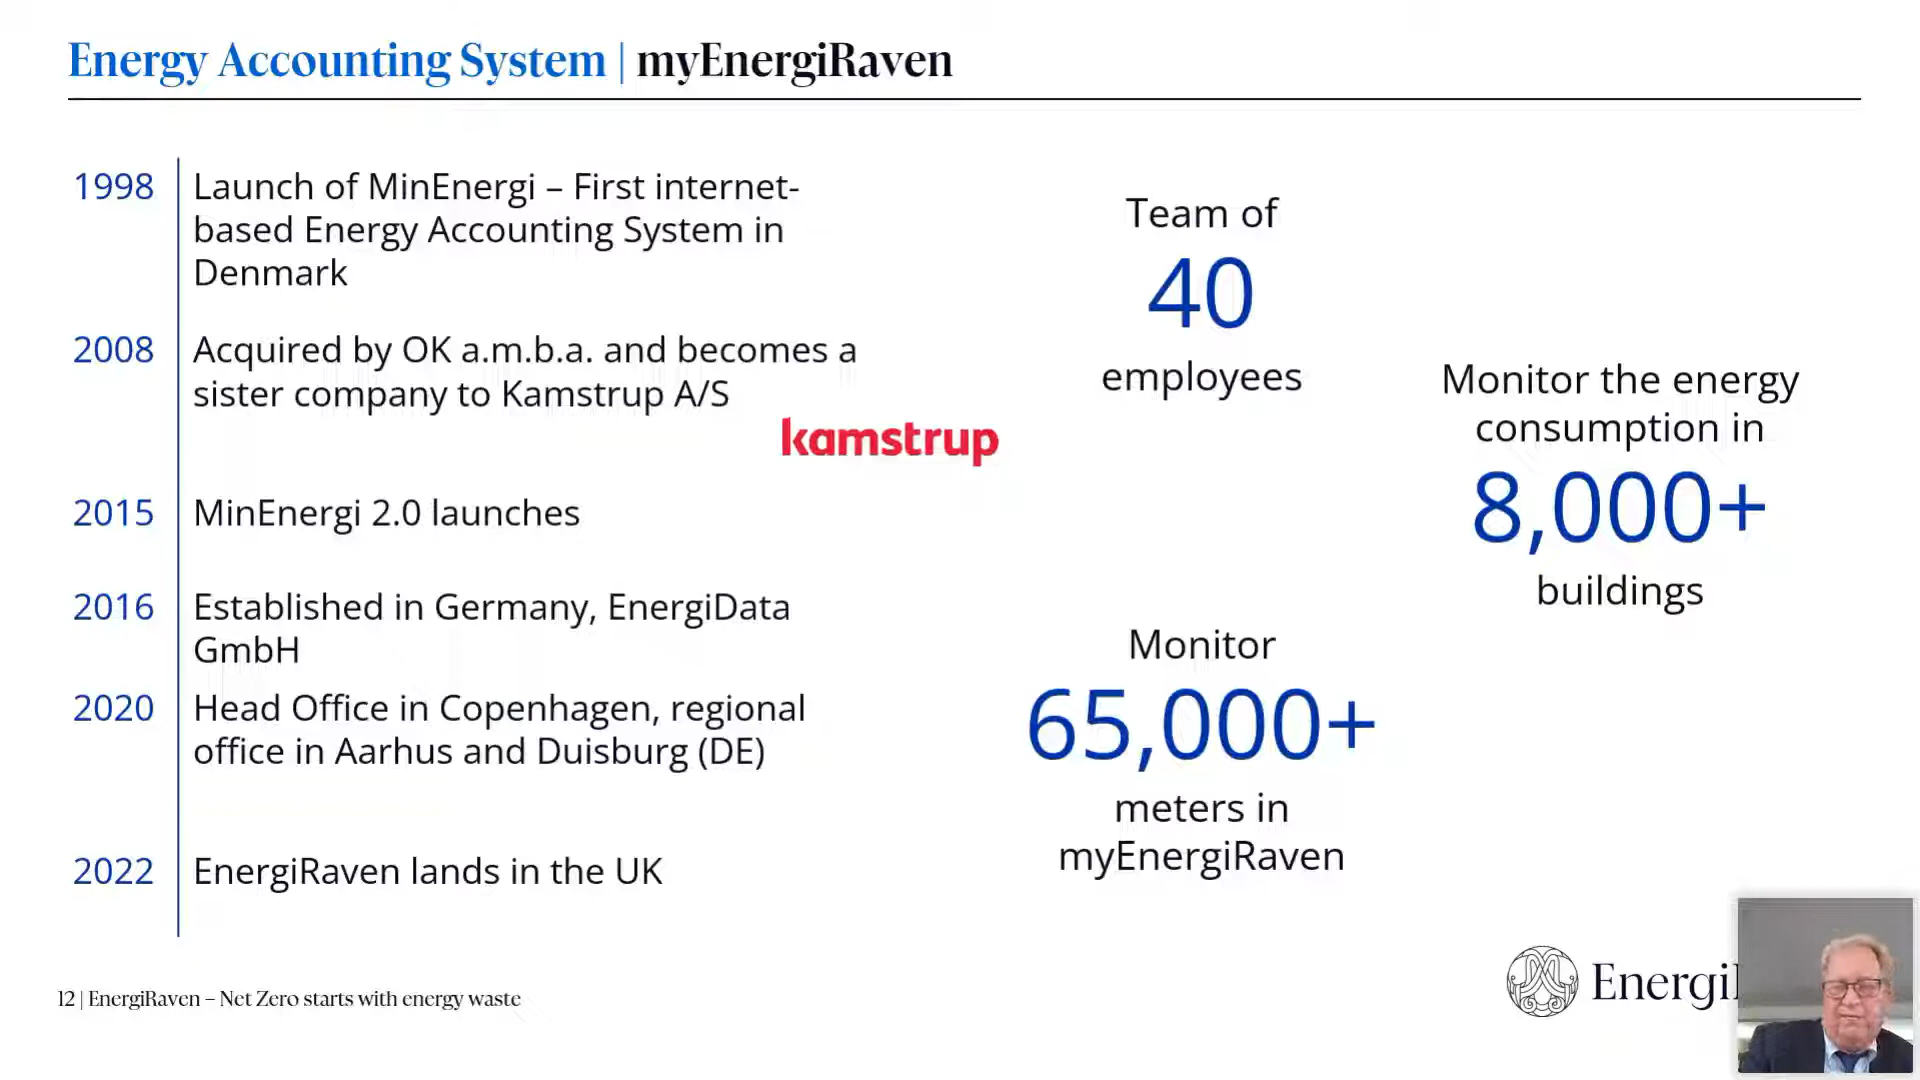 Energy Accounting System | myEnergiRaven
1998
Launch of MinEnergi – First internet-
based Energy Accounting System in
Denmark
2008
Acquired by OK a.m.b.a. and becomes a
sister company to Kamstrup A/S
kamstrup
2015
MinEnergi 2.0 launches
2016
Established in Germany, EnergiData
GmbH
2020
Head Office in Copenhagen, regional
office in Aarhus and Duisburg (DE)
2022
EnergiRaven lands in the UK
Team of
40
employees
Monitor the energy
consumption in
8,000+
buildings
Monitor
65,000+
meters in
myEnergiRaven
12 | EnergiRaven – Net Zero starts with energy waste